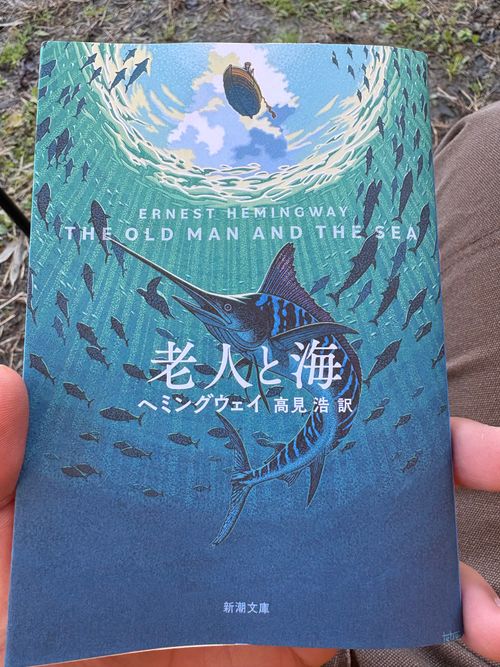 ERNEST HEMINGWAY
THE OLD MAN AND THE SEA
老人と海
ヘミングウェイ 高見 浩 訳
新潮文庫